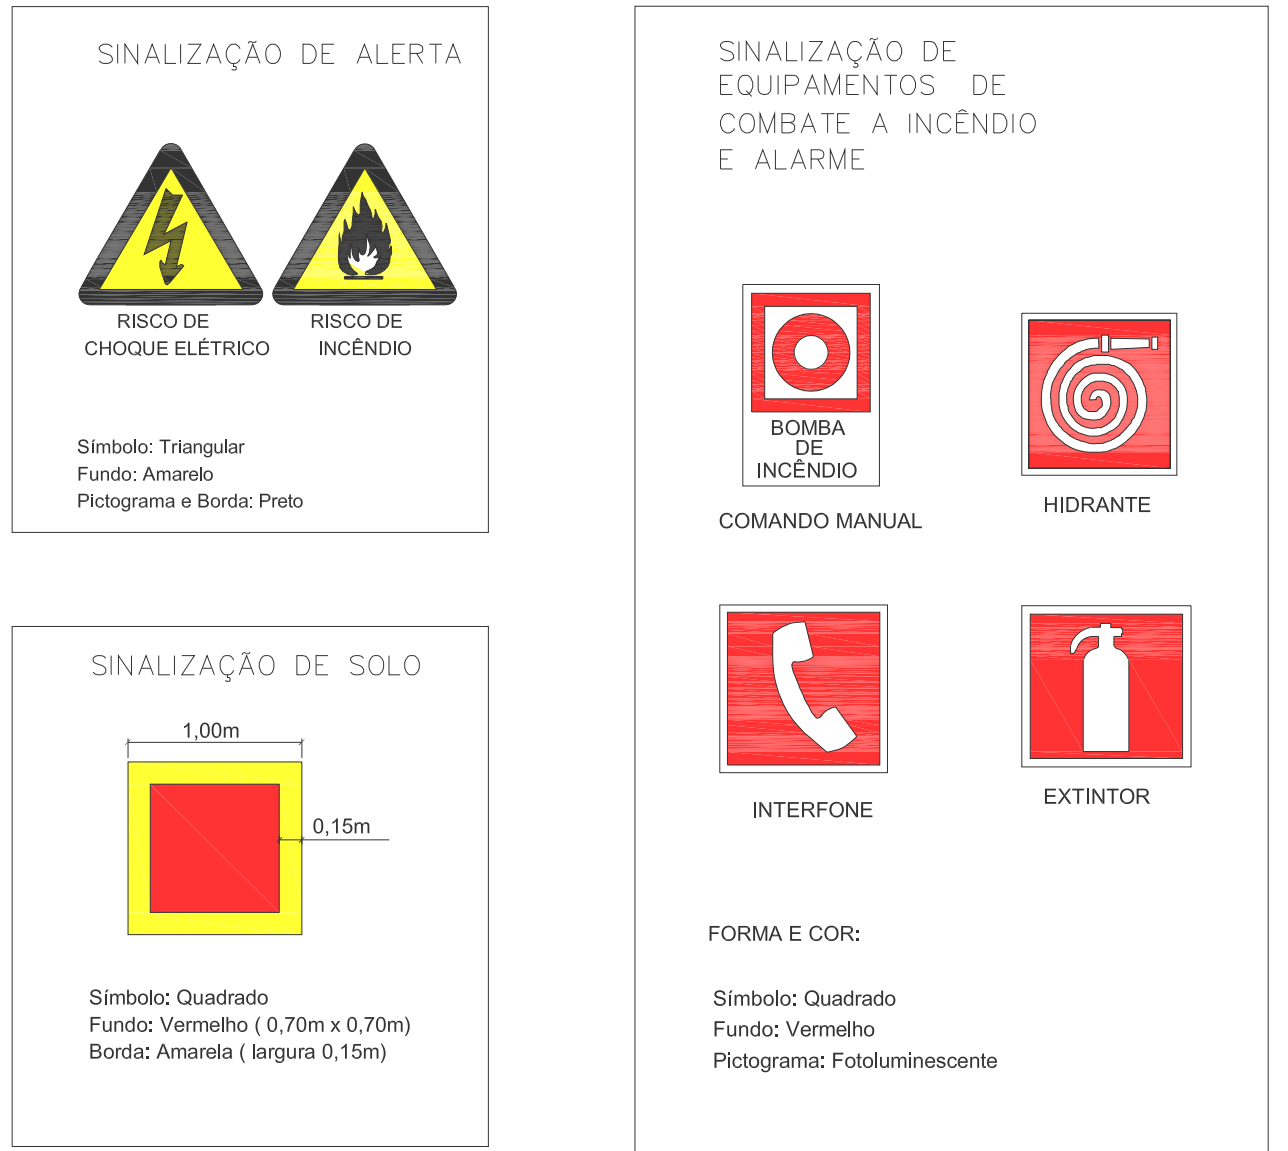 SINALIZAÇÃO DE ALERTA
RISCO DE
CHOQUE ELÉTRICO
RISCO DE
INCÊNDIO
Símbolo: Triangular
Fundo: Amarelo
Pictograma e Borda: Preto
SINALIZAÇÃO DE SOLO
1,00m
0,15m
Símbolo: Quadrado
Fundo: Vermelho ( 0,70m x 0,70m)
Borda: Amarela ( largura 0,15m)
SINALIZAÇÃO DE
EQUIPAMENTOS DE
COMBATE A INCÊNDIO
E ALARME
BOMBA
DE
INCÊNDIO
COMANDO MANUAL
HIDRANTE
INTERFONE
EXTINTOR
FORMA E COR:
Símbolo: Quadrado
Fundo: Vermelho
Pictograma: Fotoluminescente